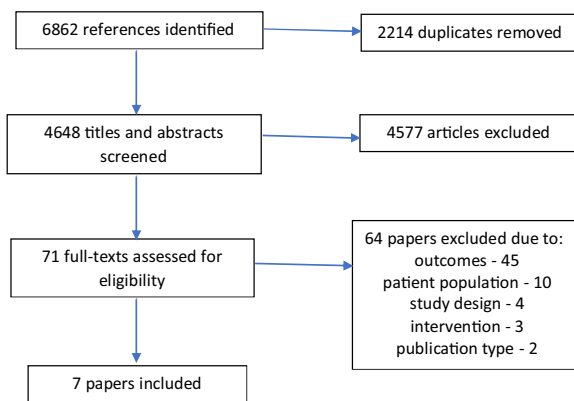 6862 references identified
2214 duplicates removed
4648 titles and abstracts
screened
4577 articles excluded
71 full-texts assessed for
eligibility
64 papers excluded due to:
outcomes - 45
patient population - 10
study design - 4
intervention - 3
publication type - 2
7 papers included